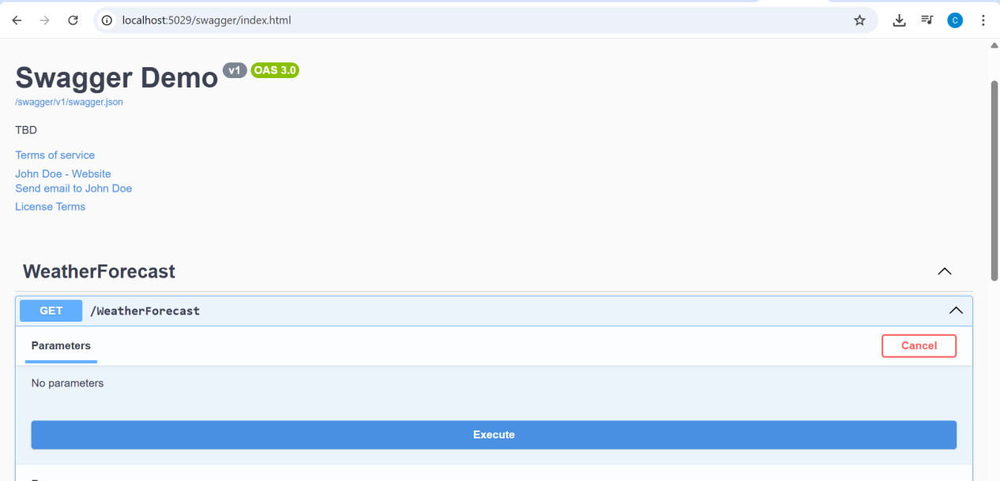 localhost:5029/swagger/index.html
C
Swagger Demo v1 OAS 3.0
/swagger/v1/swagger.json
TBD
Terms of service
John Doe - Website
Send email to John Doe
License Terms
WeatherForecast
GET /WeatherForecast
Parameters Cancel
No parameters
Execute